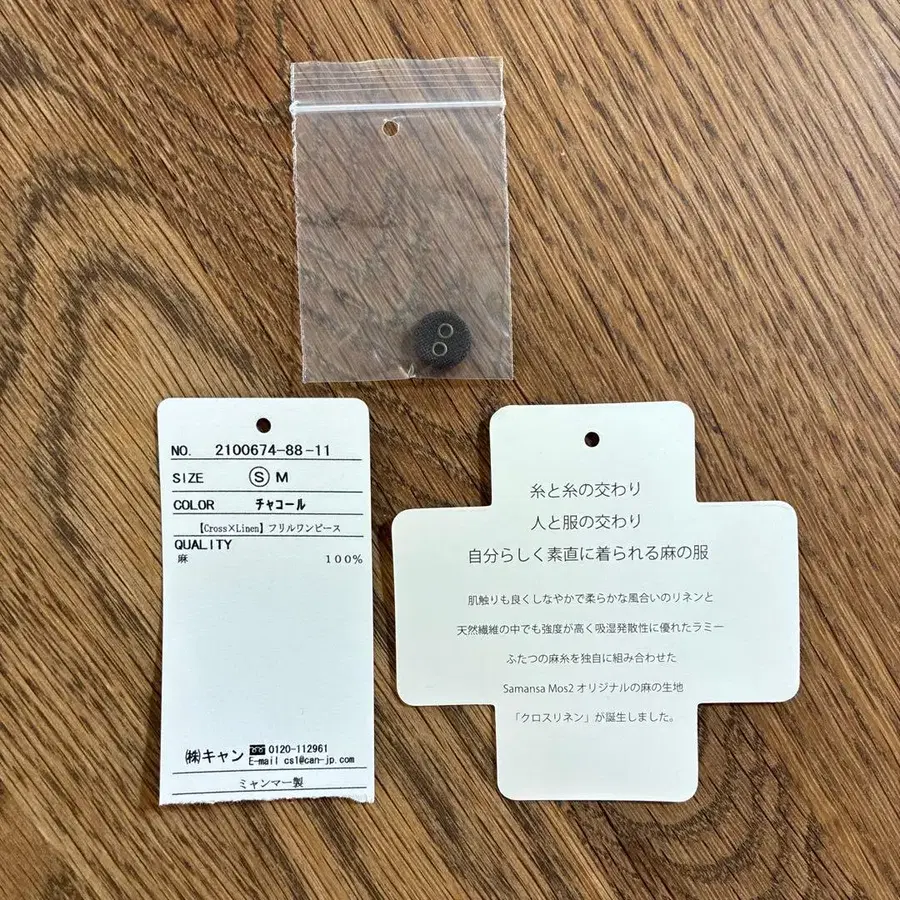 NO. 2100674-88-11
SIZE Ⓢ M
COLOR チャコール
【Cross×Linen】フリルワンピース
QUALITY
麻 100%
㈱キャン 0120-112961
E-mail cs1@can-jp.com
ミャンマー製
糸と糸の交わり
人と服の交わり
自分らしく素直に着られる麻の服
肌触りも良くしなやかで柔らかな風合いのリネンと
天然繊維の中でも強度が高く吸湿発散性に優れたラミー
ふたつの麻糸を独自に組み合わせた
Samansa Mos2 オリジナルの麻の生地
「クロスリネン」が誕生しました。